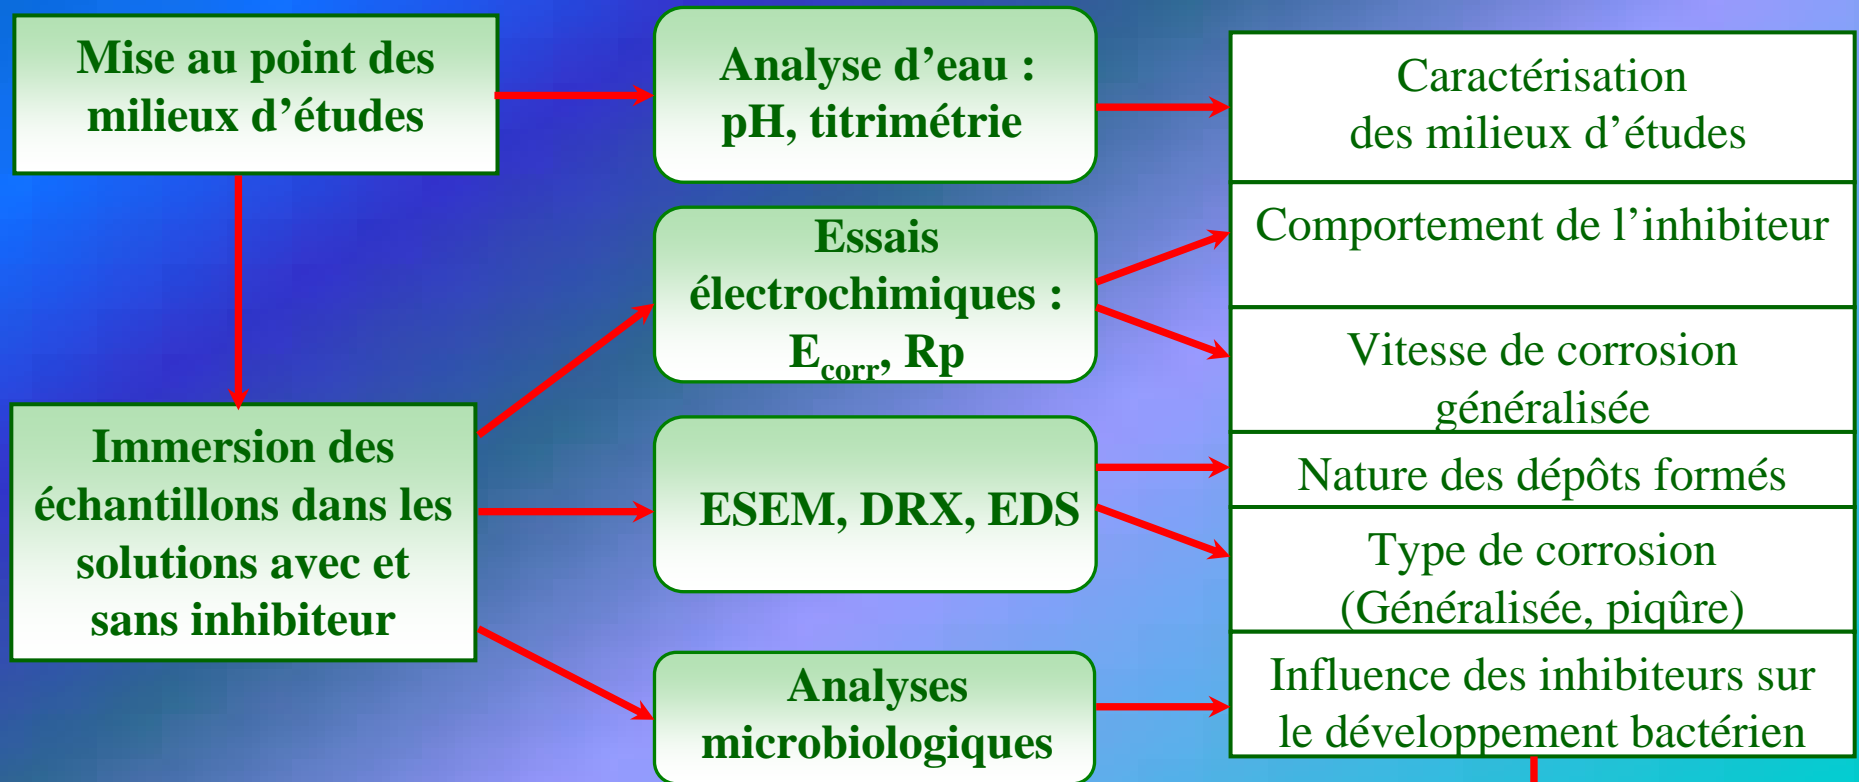 Mise au point des
milieux d'études
Analyse d'eau :
pH, titrimétrie
Caractérisation
des milieux d'études
Essais
électrochimiques :
E_corr, Rp
Comportement de l'inhibiteur
Vitesse de corrosion
généralisée
Immersion des
échantillons dans les
solutions avec et
sans inhibiteur
ESEM, DRX, EDS
Nature des dépôts formés
Type de corrosion
(Généralisée, piqûre)
Analyses
microbiologiques
Influence des inhibiteurs sur
le développement bactérien